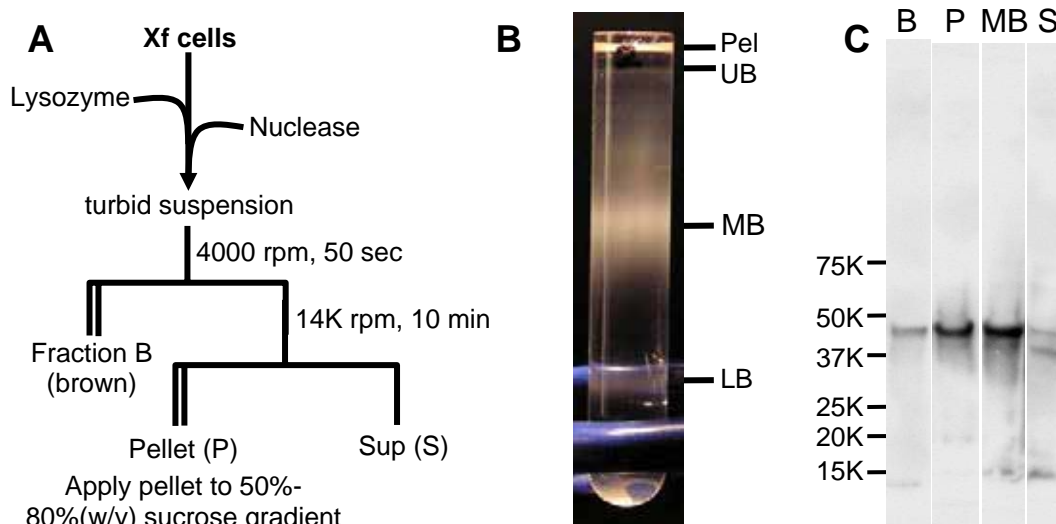 A
Xf cells
Lysozyme
Nuclease
turbid suspension
4000 rpm, 50 sec
14K rpm, 10 min
Fraction B
(brown)
Pellet (P)
Sup (S)
Apply pellet to 50%-
80%(w/v) sucrose gradient
B
Pel
UB
MB
LB
C
B P MB S
75K
50K
37K
25K
20K
15K